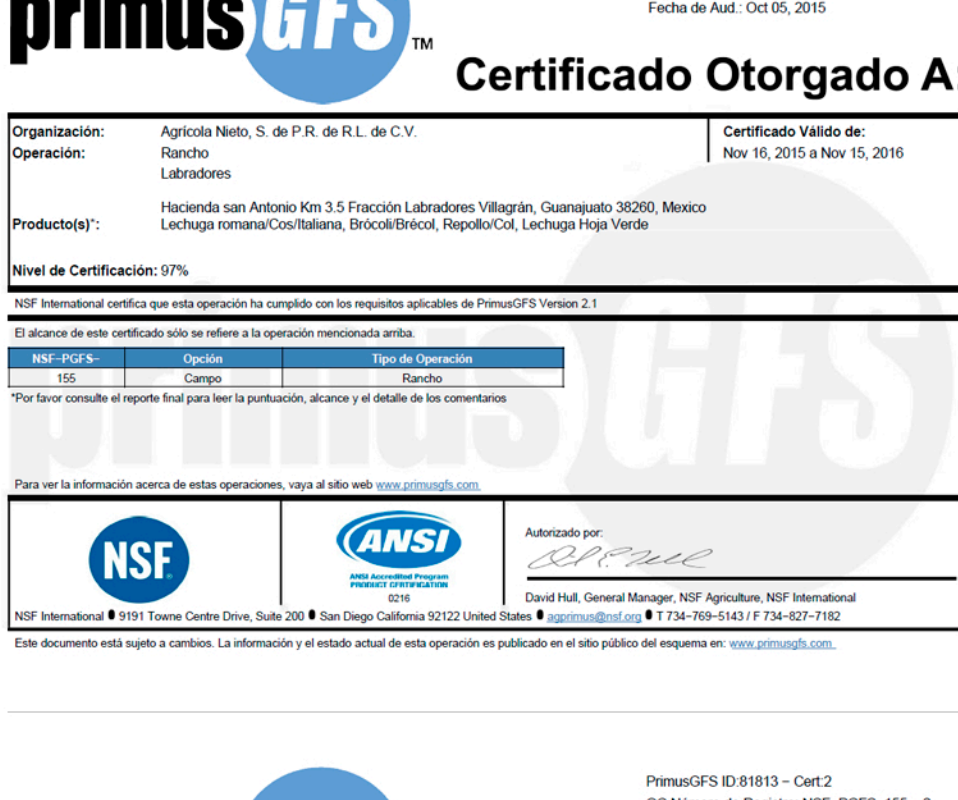 primusGFS TM
Fecha de Aud.: Oct 05, 2015
Certificado Otorgado A:
Organización: Agrícola Nieto, S. de P.R. de R.L. de C.V.
Certificado Válido de:
Operación: Rancho
Nov 16, 2015 a Nov 15, 2016
Labradores
Hacienda san Antonio Km 3.5 Fracción Labradores Villagrán, Guanajuato 38260, Mexico
Producto(s)*: Lechuga romana/Cos/Italiana, Brócoli/Brécol, Repollo/Col, Lechuga Hoja Verde
Nivel de Certificación: 97%
NSF International certifica que esta operación ha cumplido con los requisitos aplicables de PrimusGFS Version 2.1
El alcance de este certificado sólo se refiere a la operación mencionada arriba.
NSF-PGFS- Opción Tipo de Operación
155 Campo Rancho
*Por favor consulte el reporte final para leer la puntuación, alcance y el detalle de los comentarios
primusGFS
Para ver la información acerca de estas operaciones, vaya al sitio web www.primusgfs.com
NSF.
ANSI
ANSI Accredited Program
PRODUCT CERTIFICATION
0216
Autorizado por:
David Hull, General Manager, NSF Agriculture, NSF International
NSF International ● 9191 Towne Centre Drive, Suite 200 ● San Diego California 92122 United States ● agprimus@nsf.org ● T 734-769-5143 / F 734-827-7182
Este documento está sujeto a cambios. La información y el estado actual de esta operación es publicado en el sitio público del esquema en: www.primusgfs.com
PrimusGFS ID:81813 - Cert:2